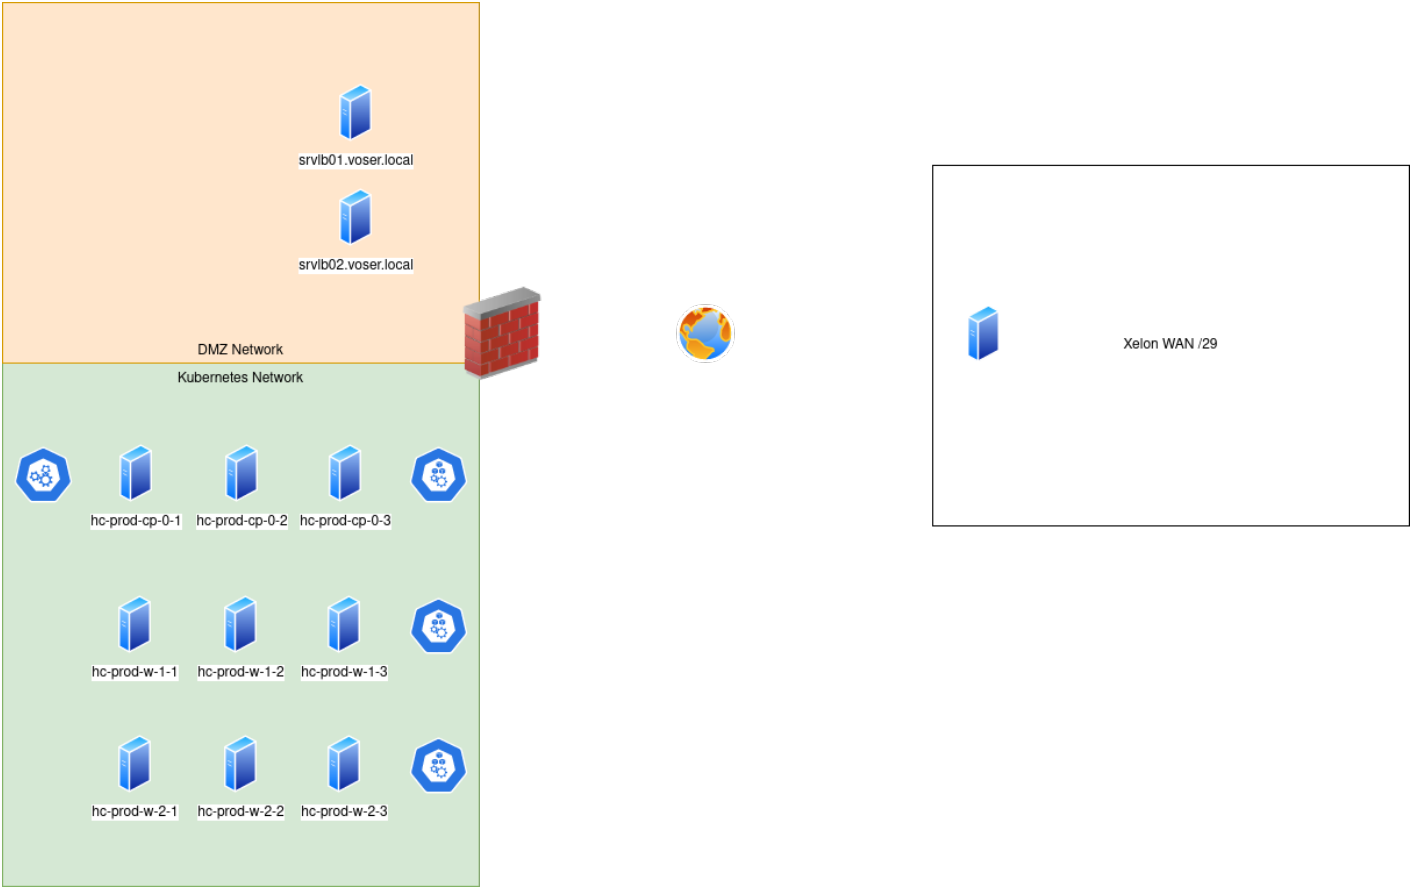 srvlb01.voser.local
srvlb02.voser.local
DMZ Network
Kubernetes Network
Xelon WAN /29
hc-prod-cp-0-1 hc-prod-cp-0-2 hc-prod-cp-0-3
hc-prod-w-1-1 hc-prod-w-1-2 hc-prod-w-1-3
hc-prod-w-2-1 hc-prod-w-2-2 hc-prod-w-2-3